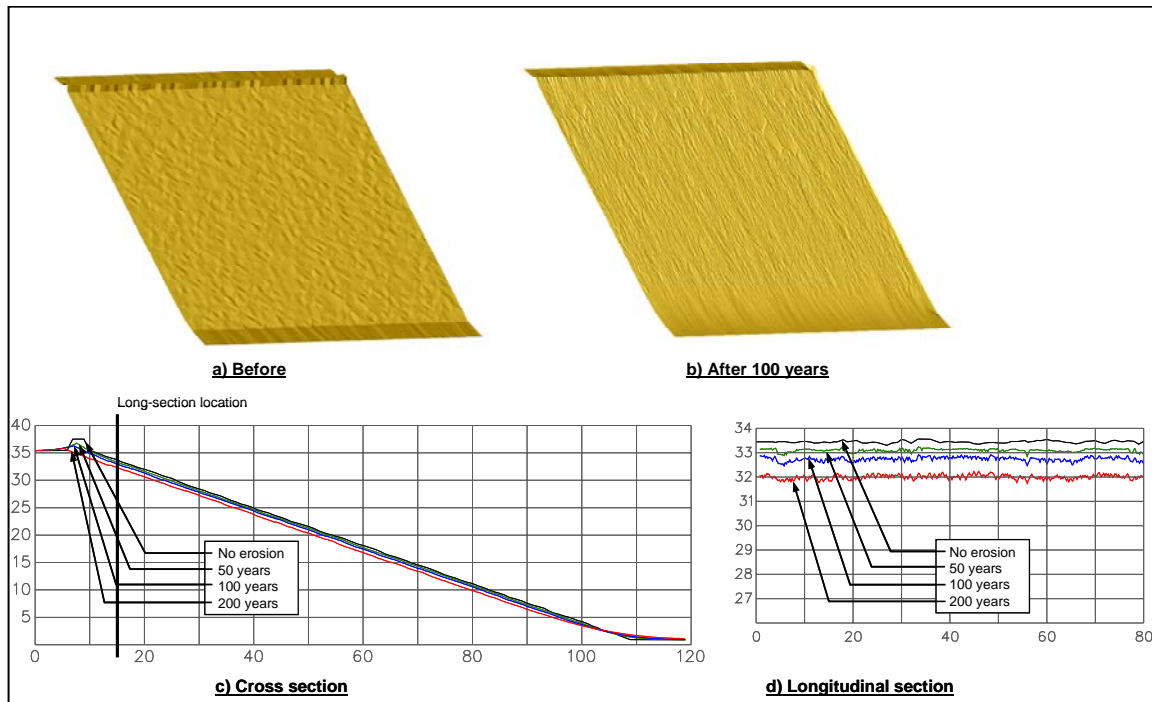 a) Before
b) After 100 years
Long-section location
40
35
30
25
20
15
10
5
0
20
40
60
80
100
120
No erosion
50 years
100 years
200 years
c) Cross section
34
33
32
31
30
29
28
27
0
20
40
60
80
No erosion
50 years
100 years
200 years
d) Longitudinal section